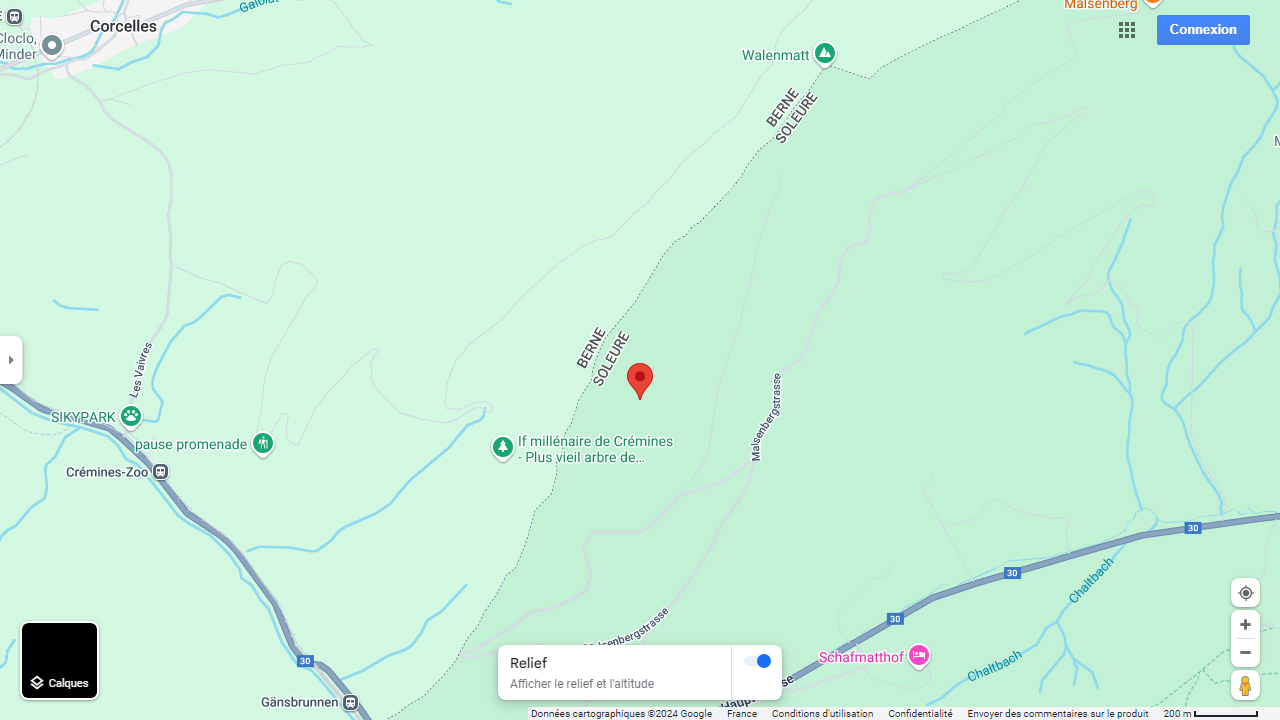 Corcelles
Cloclo,
Minder
Malsenberg
Connexion
Walenmatt
BERNE
SOLEURE
BERNE
SOLEURE
Les Vaivres
SIKYPARK
pause promenade
Crémines-Zoo
If millénaire de Crémines
- Plus vieil arbre de…
Malsenbergstrasse
30
30
30
30
Chaltbach
Chaltbach
Malsenbergstrasse
Schafmatthof
Gänsbrunnen
Calques
Relief
Afficher le relief et l'altitude
Données cartographiques ©2024 Google France Conditions d'utilisation Confidentialité Envoyer des commentaires sur le produit 200 m